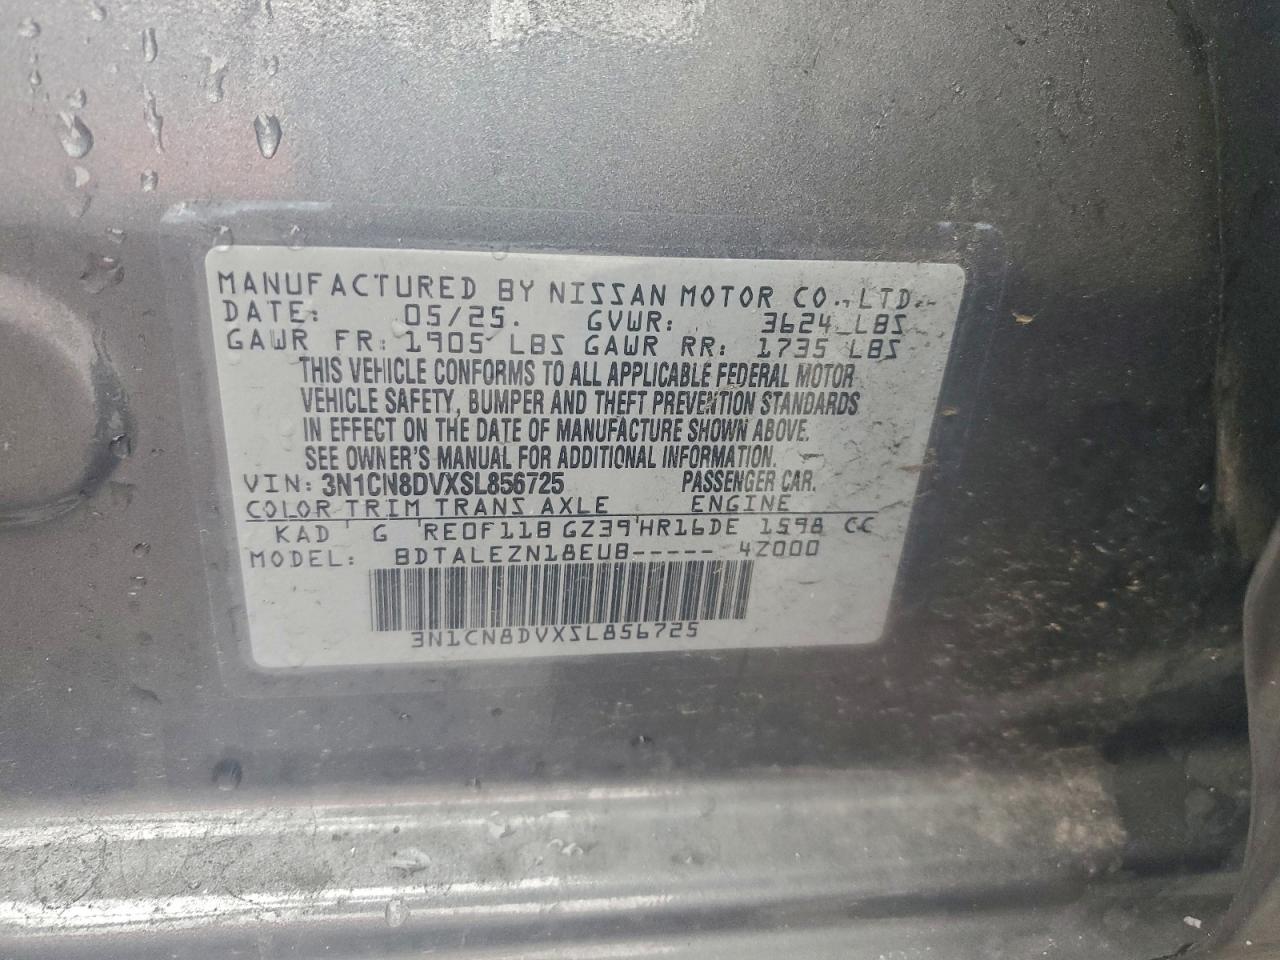 MANUFACTURED BY NISSAN MOTOR CO., LTD.
DATE: 05/25. GVWR: 3624 LBS
GAWR FR: 1905 LBS GAWR RR: 1735 LBS
THIS VEHICLE CONFORMS TO ALL APPLICABLE FEDERAL MOTOR
VEHICLE SAFETY, BUMPER AND THEFT PREVENTION STANDARDS
IN EFFECT ON THE DATE OF MANUFACTURE SHOWN ABOVE.
SEE OWNER'S MANUAL FOR ADDITIONAL INFORMATION.
VIN: 3N1CN8DVXSL856725 PASSENGER CAR.
COLOR TRIM TRANS AXLE ENGINE
KAD G RE0F11B GZ39 HR16DE 1598 CC
MODEL: BDTALEZN18EU8----- 4Z000
3N1CN8DVXSL856725